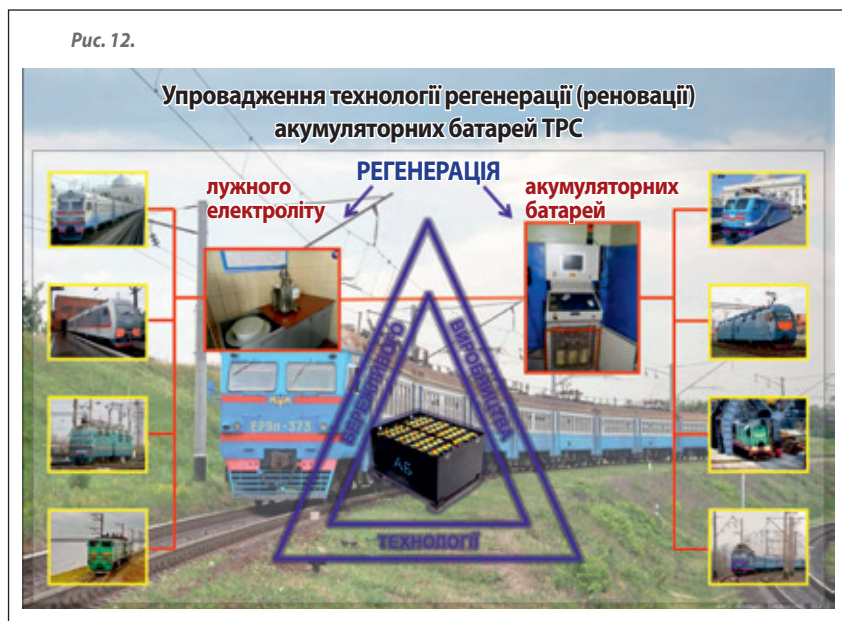 Рис. 12.
Упровадження технології регенерації (реновації)
акумуляторних батарей ТРС
РЕГЕНЕРАЦІЯ
лужного
електроліту
акумуляторних
батарей
БЕРЕЖЛИВОГО
ВИРОБНИЦТВА
ЕР9п-373
АБ
ТЕХНОЛОГІЇ